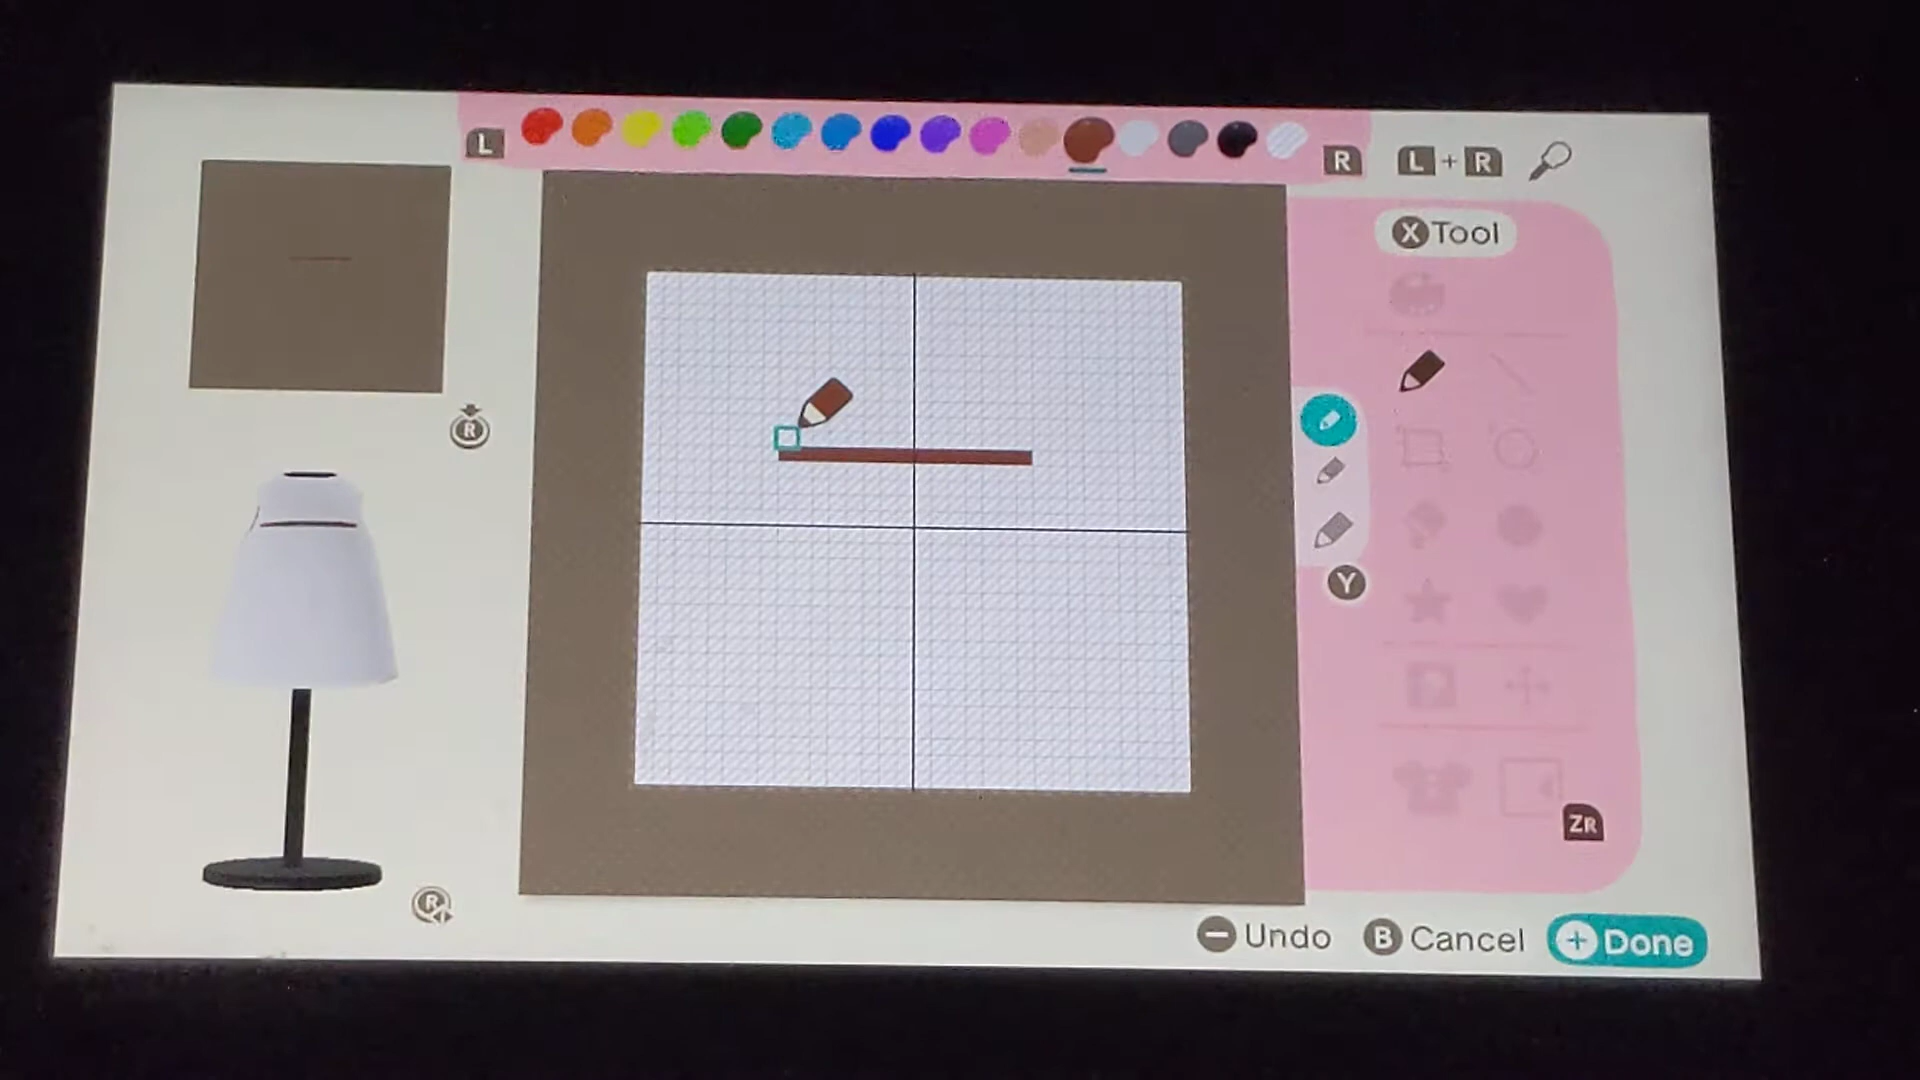 L
R
L + R
X Tool
R
Y
ZR
R
− Undo
B Cancel
+ Done